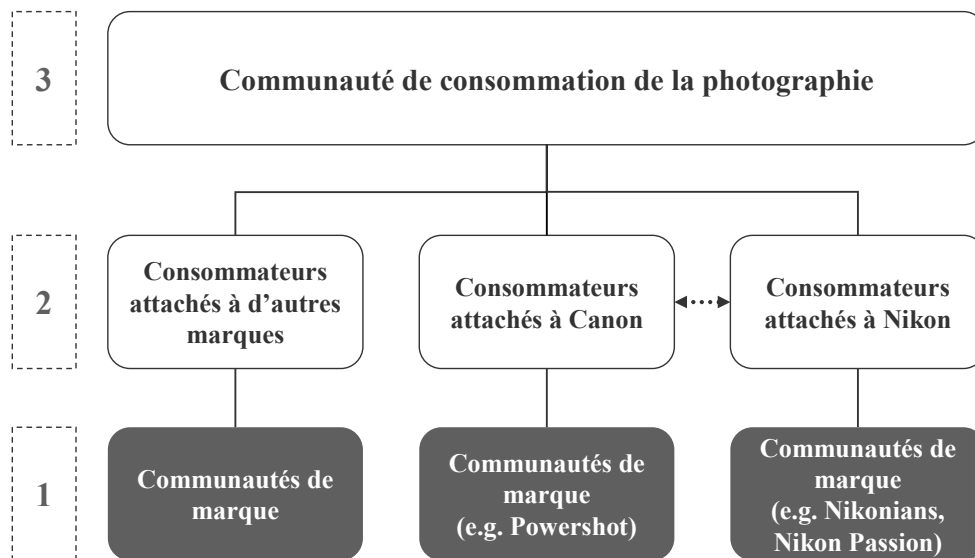 3
Communauté de consommation de la photographie
2
Consommateurs
attachés à d’autres
marques
Consommateurs
attachés à Canon
Consommateurs
attachés à Nikon
1
Communautés de
marque
Communautés de
marque
(e.g. Powershot)
Communautés de
marque
(e.g. Nikonians,
Nikon Passion)